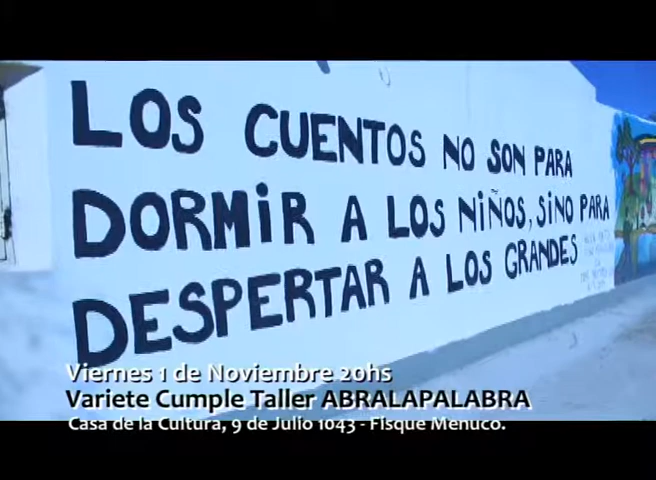 LOS CUENTOS NO SON PARA
DORMIR A LOS NIÑOS, SINO PARA
DESPERTAR A LOS GRANDES
Viernes 1 de Noviembre 20hs
Variete Cumple Taller ABRALAPALABRA
Casa de la Cultura, 9 de Julio 1043 - Fisque Menuco.